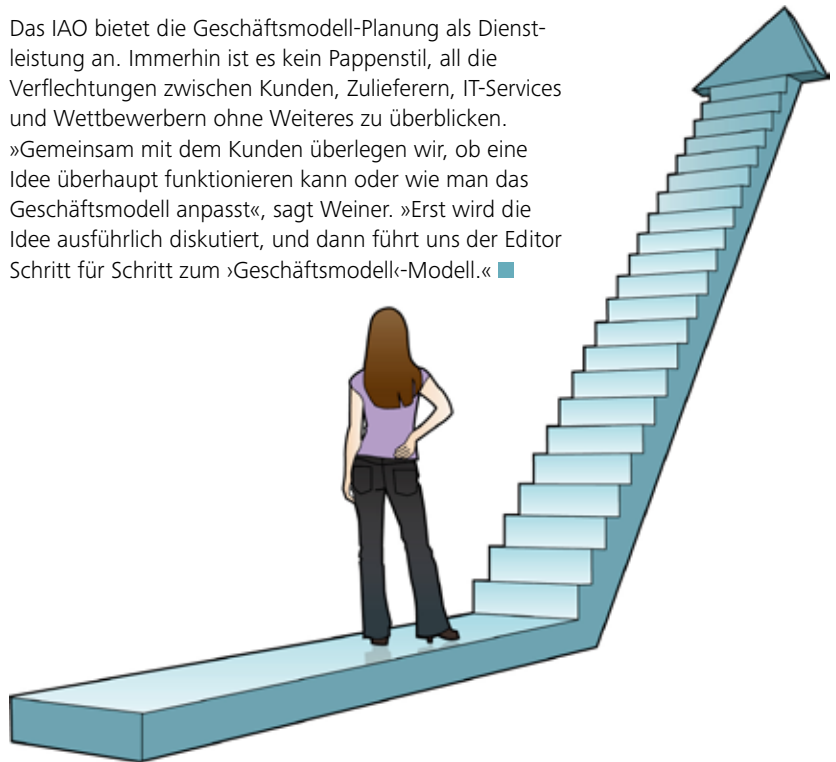 Das IAO bietet die Geschäftsmodell-Planung als Dienst-
leistung an. Immerhin ist es kein Pappenstil, all die
Verflechtungen zwischen Kunden, Zulieferern, IT-Services
und Wettbewerbern ohne Weiteres zu überblicken.
»Gemeinsam mit dem Kunden überlegen wir, ob eine
Idee überhaupt funktionieren kann oder wie man das
Geschäftsmodell anpasst«, sagt Weiner. »Erst wird die
Idee ausführlich diskutiert, und dann führt uns der Editor
Schritt für Schritt zum ›Geschäftsmodell‹-Modell.«